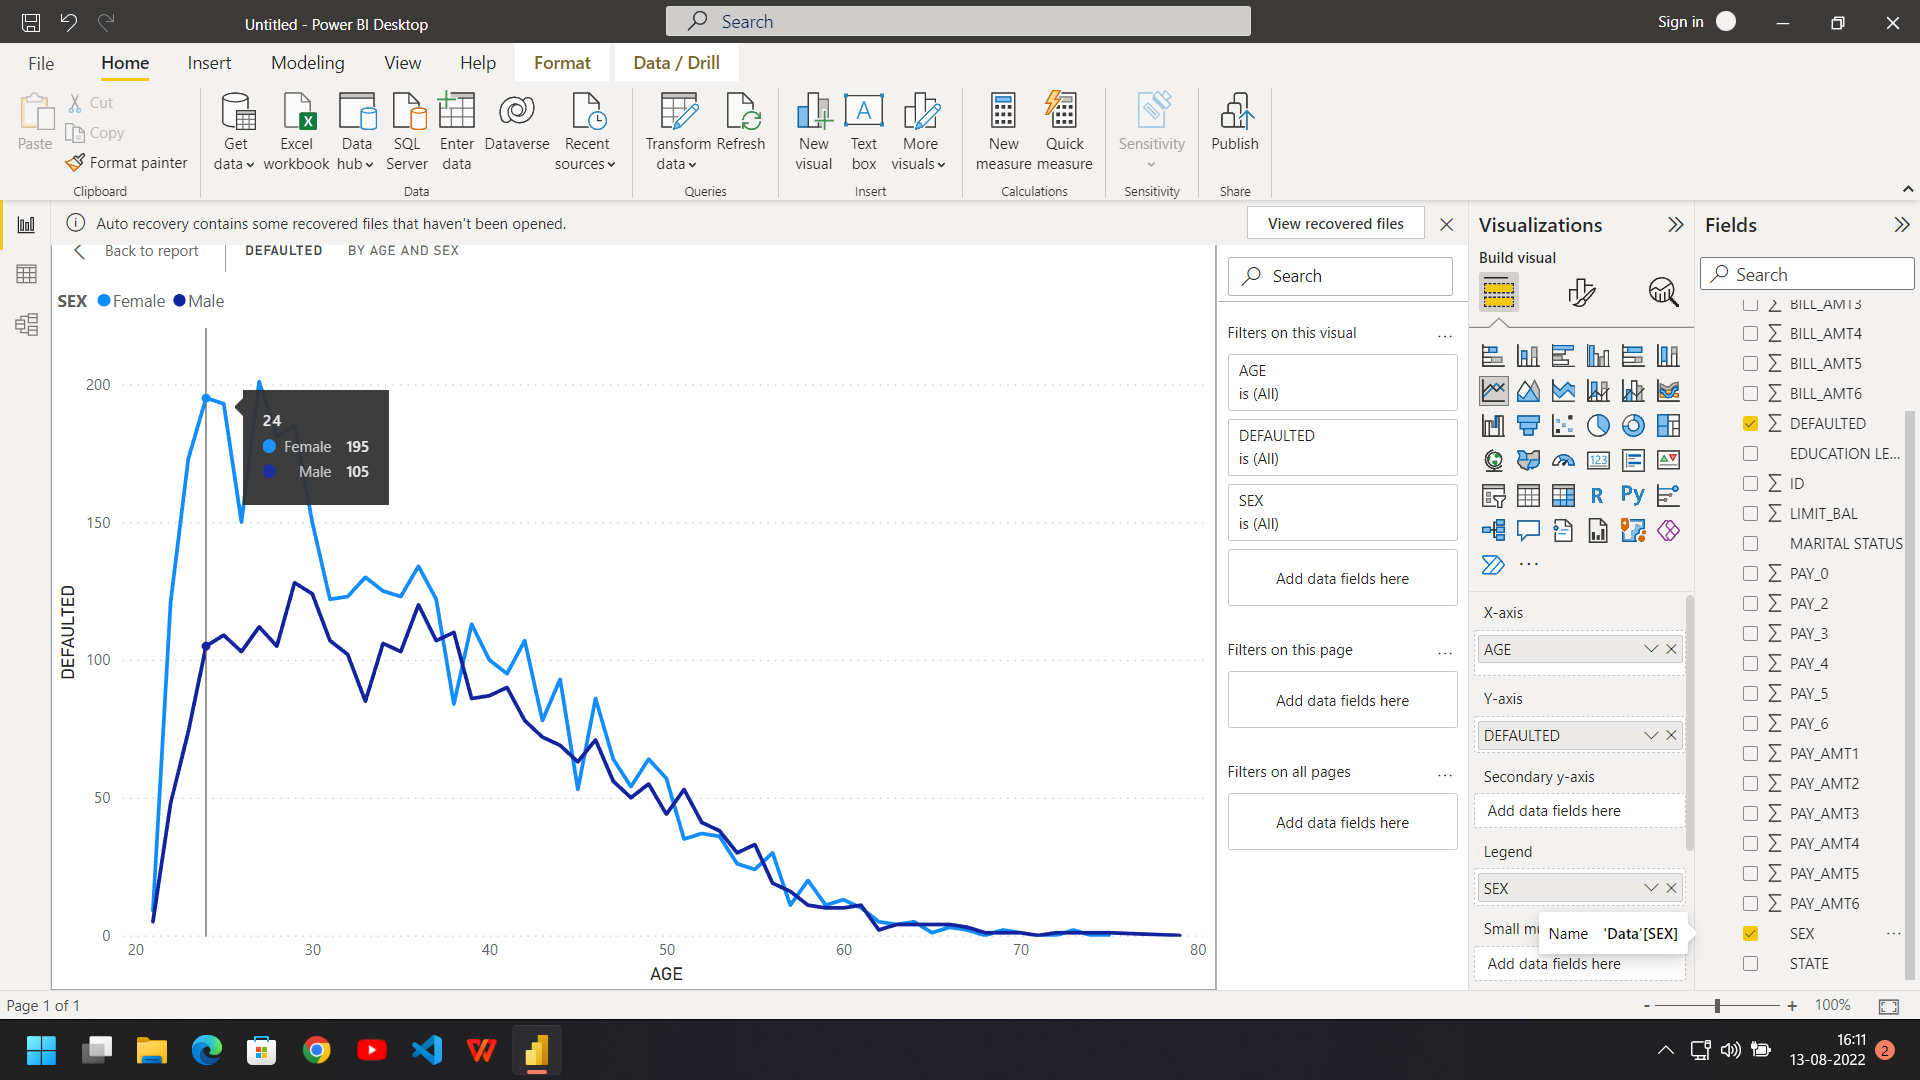 Untitled - Power BI Desktop
Search
Sign in
File
Home
Insert
Modeling
View
Help
Format
Data / Drill
Paste
Cut
Copy
Format painter
Clipboard
Get data
Excel workbook
Data hub
SQL Server
Enter data
Dataverse
Recent sources
Data
Transform data
Refresh
Queries
New visual
Text box
More visuals
Insert
New measure
Quick measure
Calculations
Sensitivity
Sensitivity
Publish
Share
Auto recovery contains some recovered files that haven't been opened.
View recovered files
Back to report
DEFAULTED
BY AGE AND SEX
SEX
Female
Male
200
150
100
50
0
DEFAULTED
24
Female 195
Male 105
20
30
40
50
60
70
80
AGE
Search
Filters on this visual
...
AGE
is (All)
DEFAULTED
is (All)
SEX
is (All)
Add data fields here
Filters on this page
...
Add data fields here
Filters on all pages
...
Add data fields here
Visualizations
Build visual
123
R
Py
...
X-axis
AGE
Y-axis
DEFAULTED
Secondary y-axis
Add data fields here
Legend
SEX
Small mu
Name 'Data'[SEX]
Add data fields here
Fields
Search
BILL_AMT3
BILL_AMT4
BILL_AMT5
BILL_AMT6
DEFAULTED
EDUCATION LE...
ID
LIMIT_BAL
MARITAL STATUS
PAY_0
PAY_2
PAY_3
PAY_4
PAY_5
PAY_6
PAY_AMT1
PAY_AMT2
PAY_AMT3
PAY_AMT4
PAY_AMT5
PAY_AMT6
SEX
...
STATE
Page 1 of 1
- + 100%
16:11
13-08-2022
2